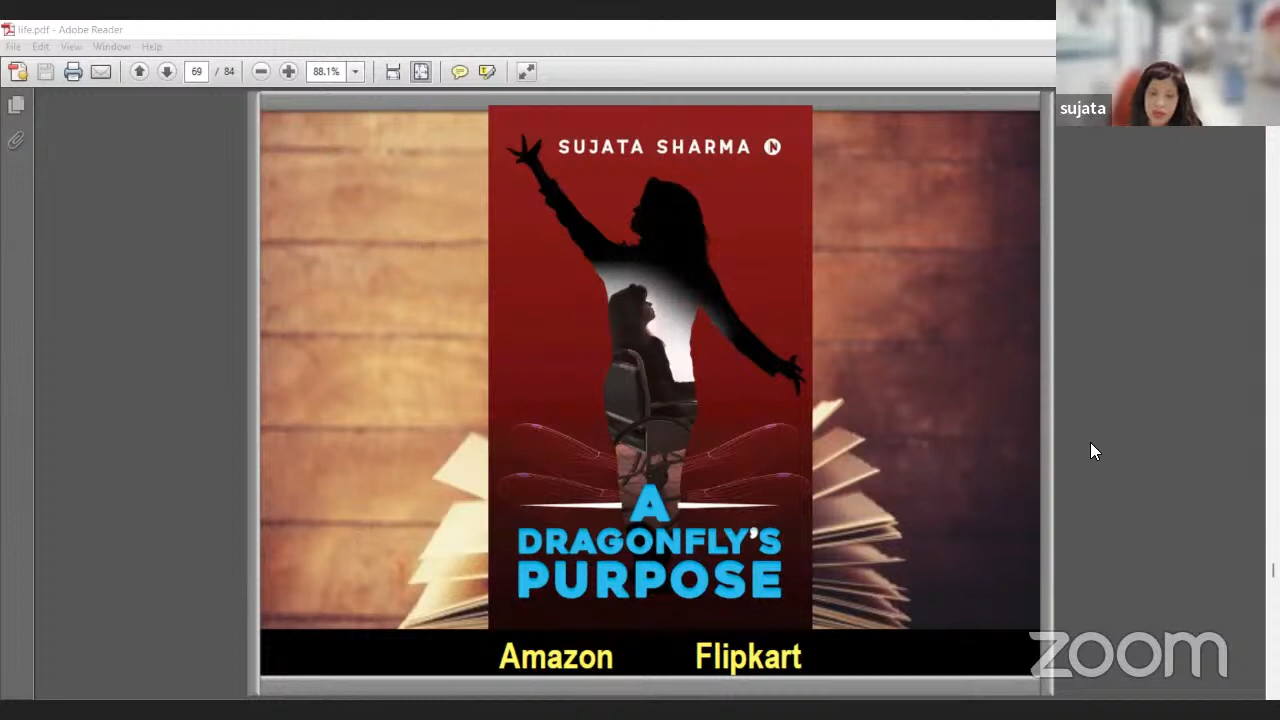 life.pdf - Adobe Reader
File Edit View Window Help
69 / 84 88.1%
sujata
SUJATA SHARMA N
A
DRAGONFLY'S
PURPOSE
Amazon Flipkart
zoom